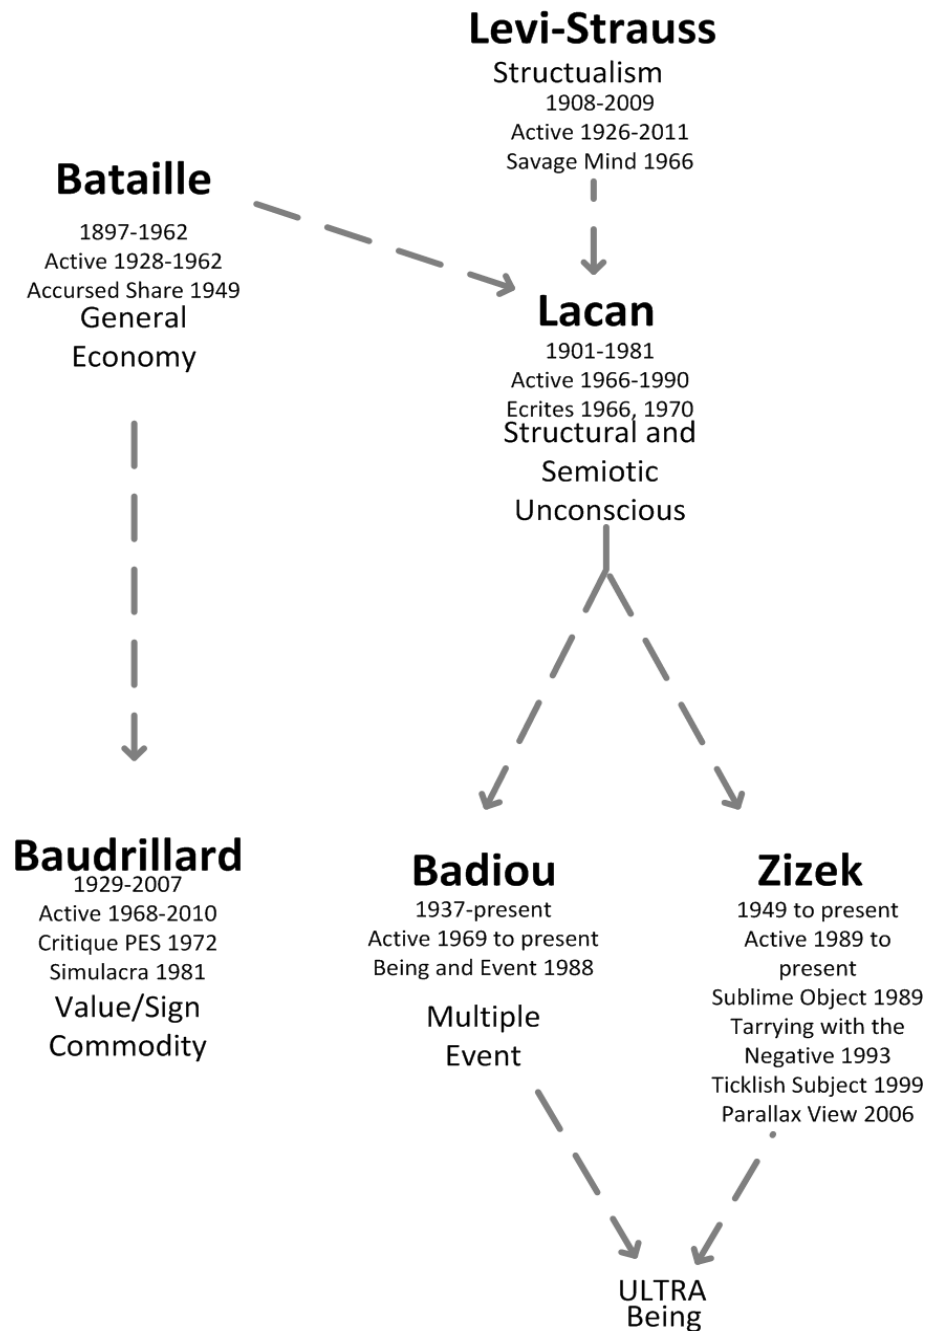 Levi-Strauss
Structualism
1908-2009
Active 1926-2011
Savage Mind 1966
Bataille
1897-1962
Active 1928-1962
Accursed Share 1949
General
Economy
Lacan
1901-1981
Active 1966-1990
Ecrites 1966, 1970
Structural and
Semiotic
Unconscious
Baudrillard
1929-2007
Active 1968-2010
Critique PES 1972
Simulacra 1981
Value/Sign
Commodity
Badiou
1937-present
Active 1969 to present
Being and Event 1988
Multiple
Event
Zizek
1949 to present
Active 1989 to
present
Sublime Object 1989
Tarrying with the
Negative 1993
Ticklish Subject 1999
Parallax View 2006
ULTRA
Being